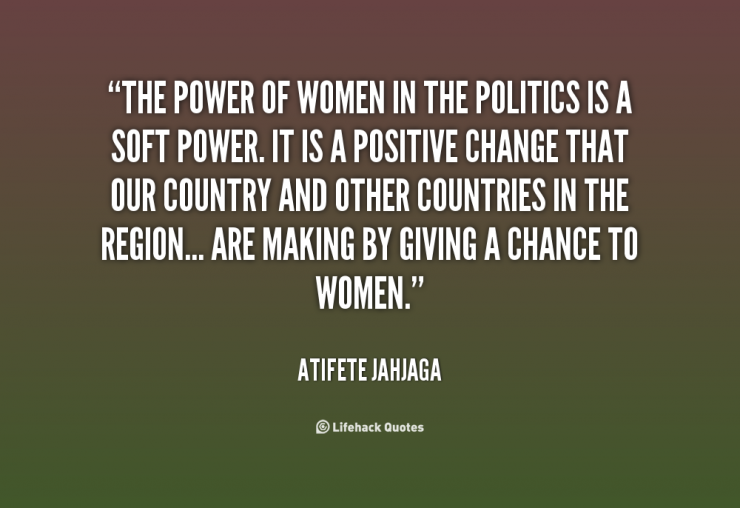 “THE POWER OF WOMEN IN THE POLITICS IS A
SOFT POWER. IT IS A POSITIVE CHANGE THAT
OUR COUNTRY AND OTHER COUNTRIES IN THE
REGION... ARE MAKING BY GIVING A CHANCE TO
WOMEN.”
ATIFETE JAHJAGA
Lifehack Quotes